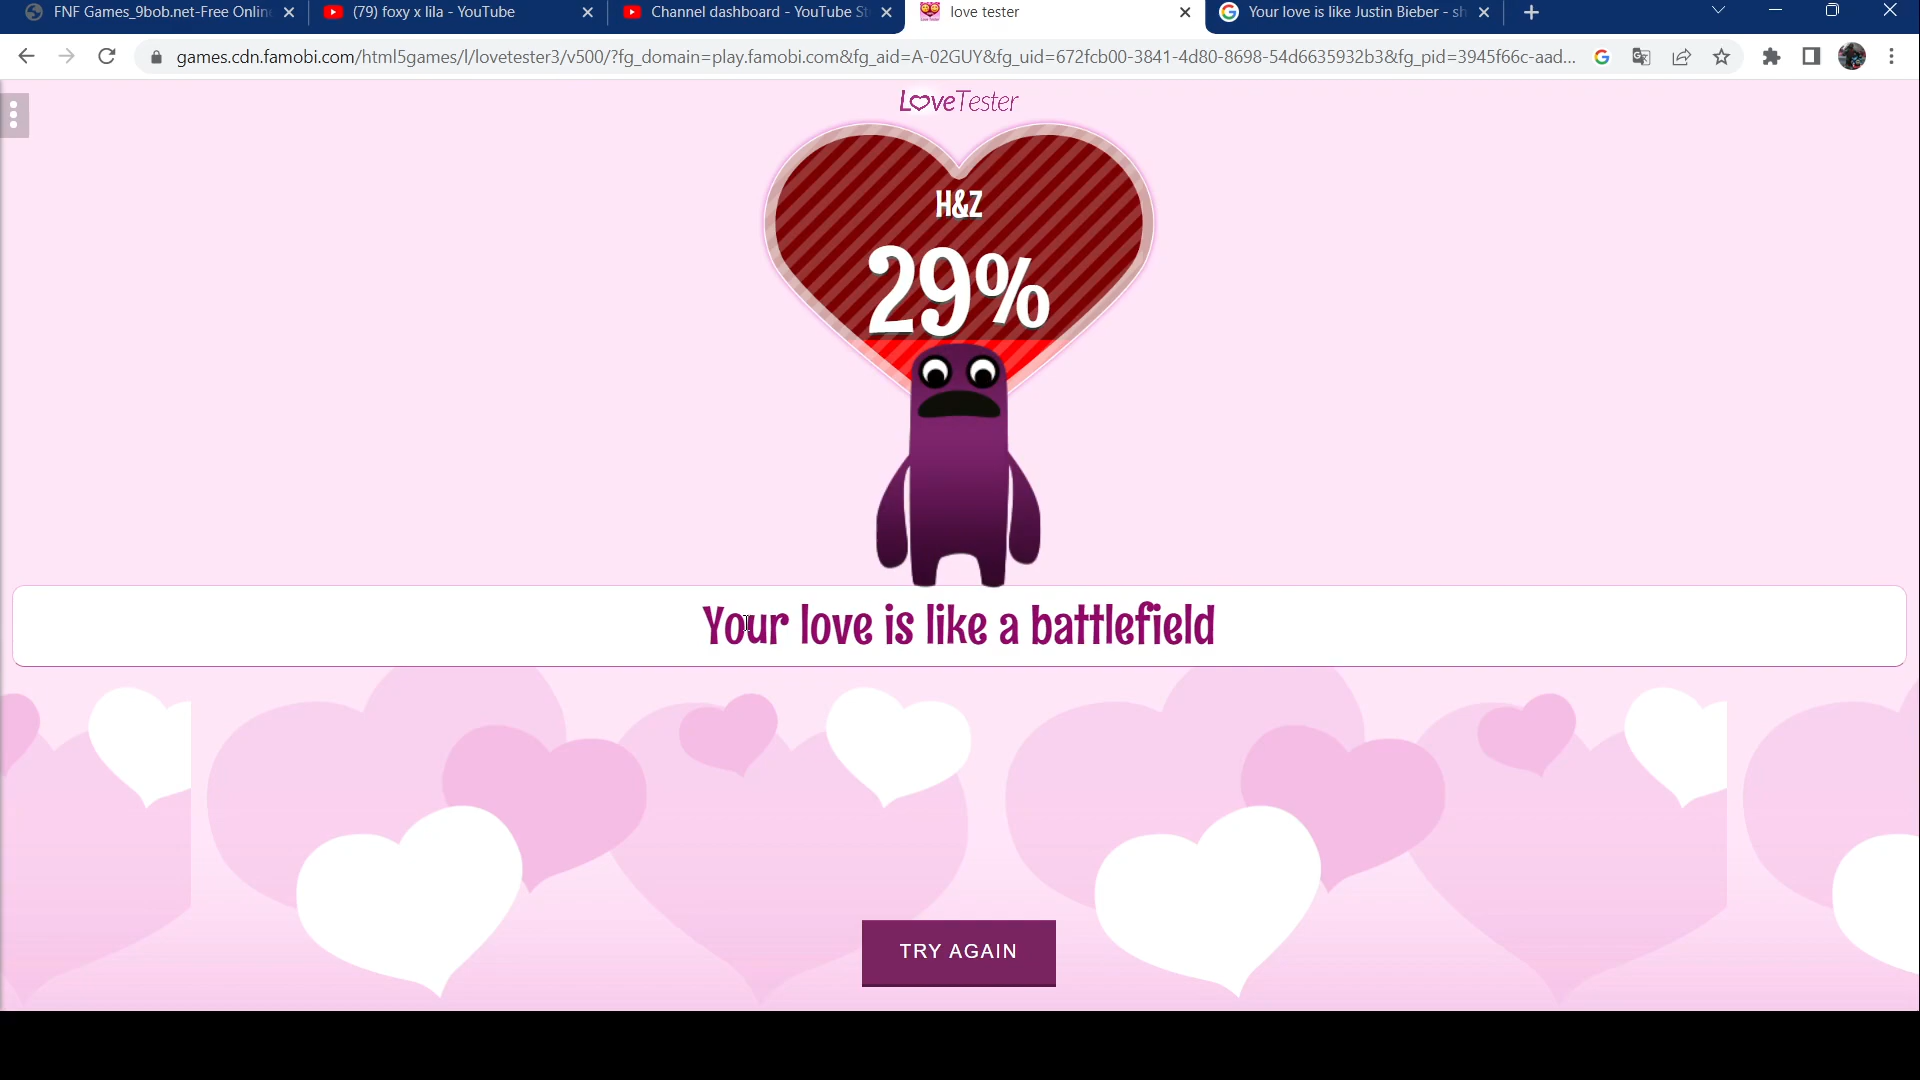 FNF Games_9bob.net-Free Onlin
(79) foxy x lila - YouTube
Channel dashboard - YouTube St
love tester
Your love is like Justin Bieber - sh
games.cdn.famobi.com/html5games/l/lovetester3/v500/?fg_domain=play.famobi.com&fg_aid=A-02GUY&fg_uid=672fcb00-3841-4d80-8698-54d6635932b3&fg_pid=3945f66c-aad...
LoveTester
H&Z
29%
Your love is like a battlefield
TRY AGAIN